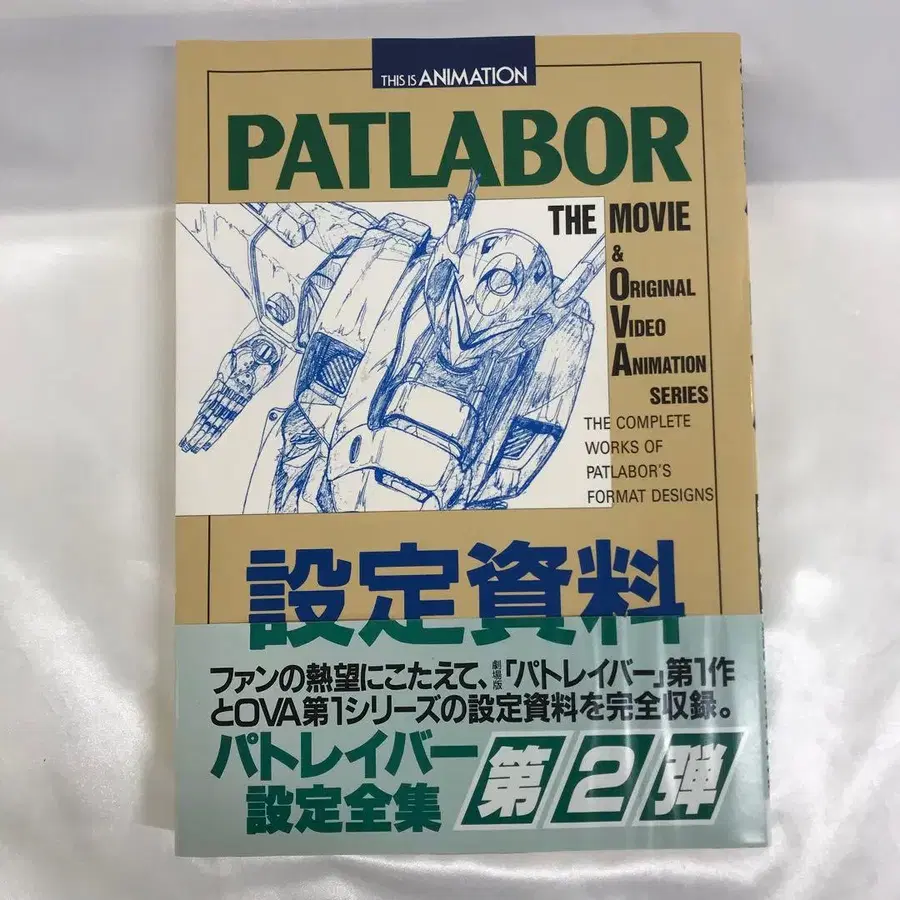 THIS IS ANIMATION
PATLABOR
THE MOVIE
&
ORIGINAL
VIDEO
ANIMATION
SERIES
THE COMPLETE
WORKS OF
PATLABOR'S
FORMAT DESIGNS
設定資料
ファンの熱望にこたえて、劇場版「パトレイバー」第1作
とOVA第1シリーズの設定資料を完全収録。
パトレイバー
設定全集
第2弾